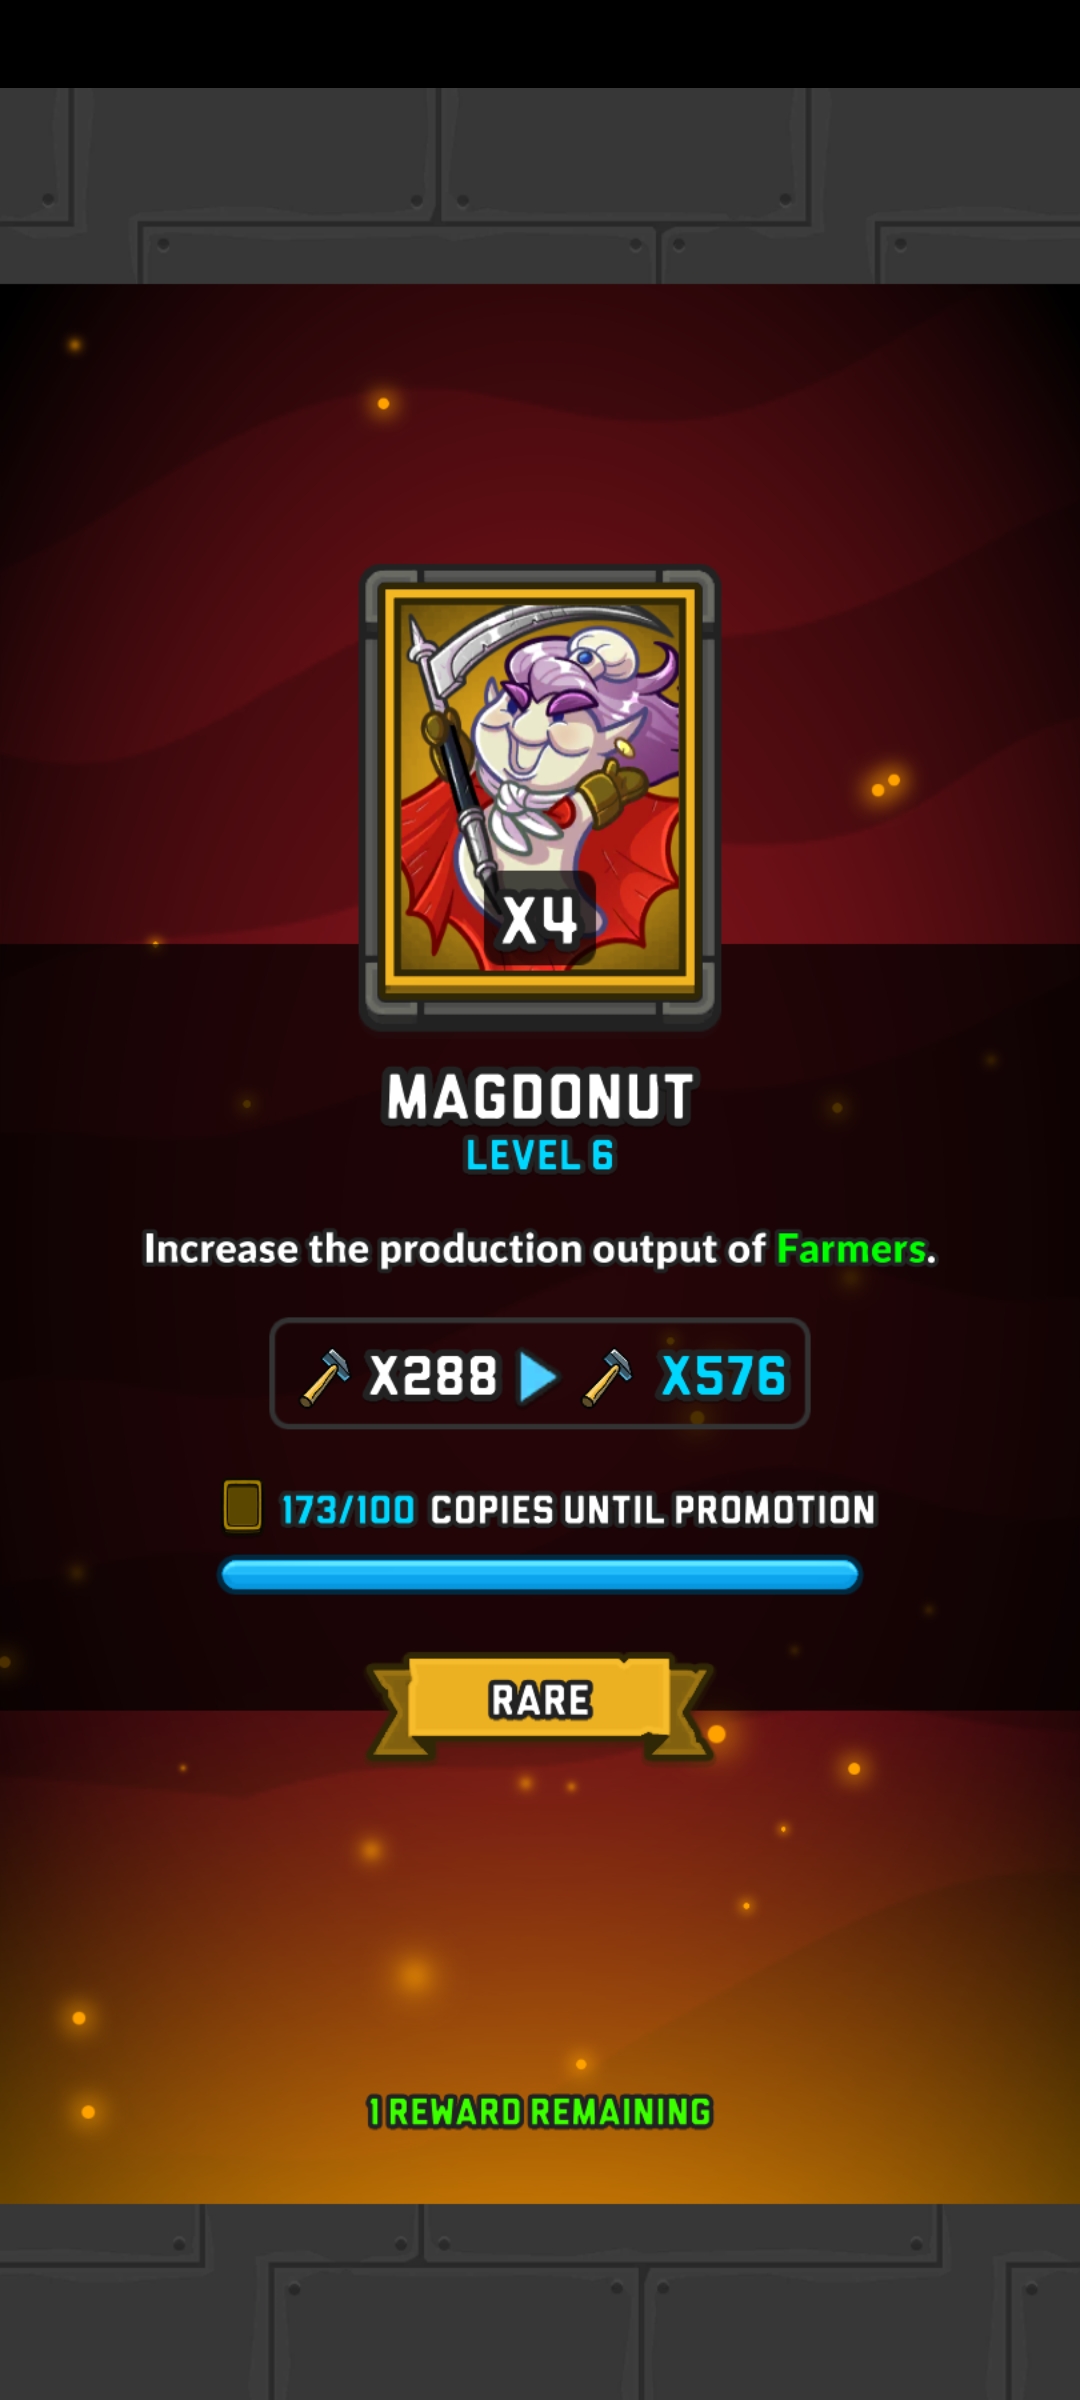 X4
MAGDONUT
LEVEL 6
Increase the production output of Farmers.
X288 X576
173/100 COPIES UNTIL PROMOTION
RARE
1 REWARD REMAINING